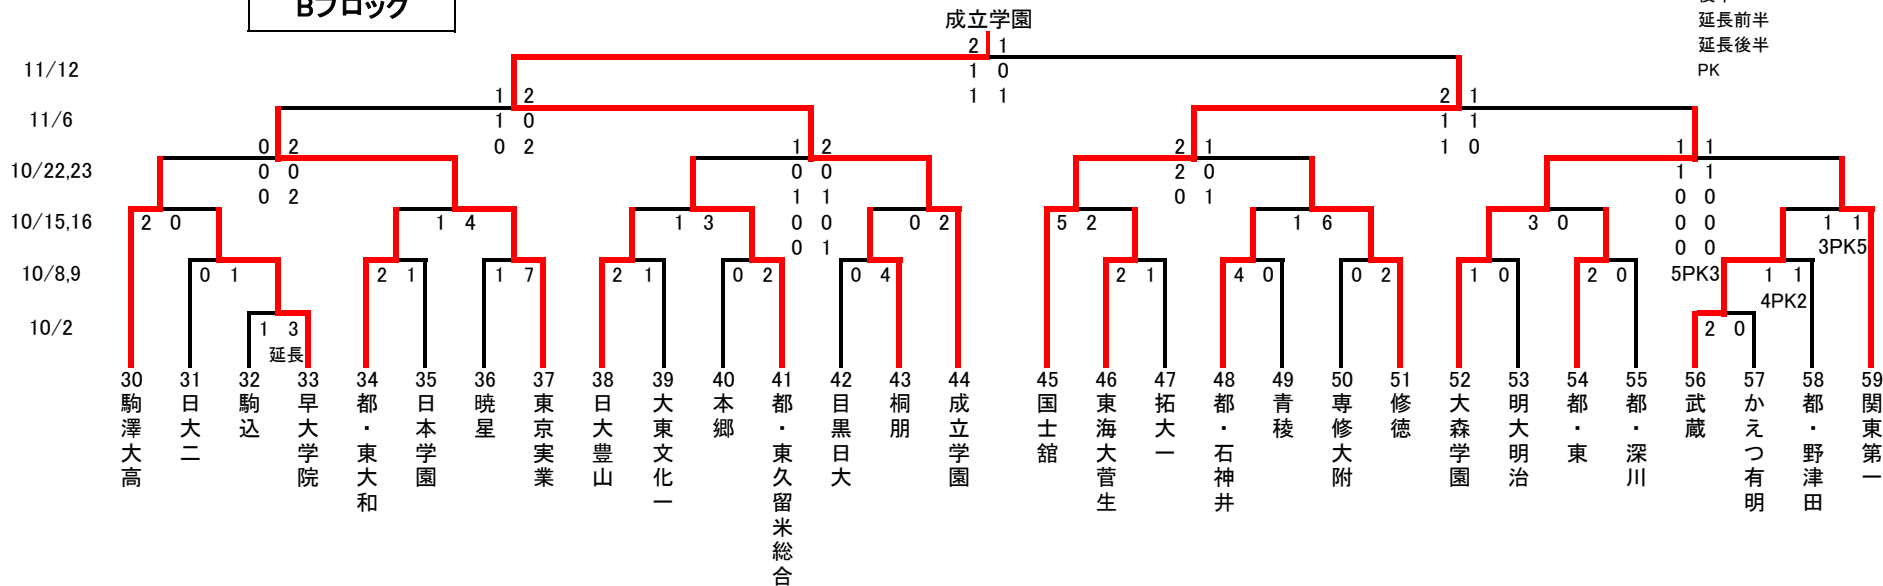 Bブロック
成立学園
延長前半
延長後半
PK
2 1
11/12
1 0
1 1
1 2
2 1
11/6
1 0
1 1
0 2
1 0
0 2
1 2
2 1
1 1
10/22,23
0 0
0 0
2 0
1 1
0 2
1 1
0 1
0 0
10/15,16
2 0
1 4
1 3
0 0
0 2
5 2
1 6
3 0
0 0
1 1
0 1
0 0
3PK5
10/8,9
0 1
2 1
1 7
2 1
0 2
0 4
2 1
4 0
0 2
1 0
2 0
5PK3
1 1
4PK2
10/2
1 3
2 0
延長
30 31 32 33 34 35 36 37 38 39 40 41 42 43 44 45 46 47 48 49 50 51 52 53 54 55 56 57 58 59
駒澤大高
日大二
駒込
早大学院
都・東大和
日本学園
暁星
東京実業
日大豊山
大東文化一
本郷
都・東久留米総合
目黒日大
桐朋
成立学園
国士舘
東海大菅生
拓大一
都・石神井
青稜
専修大附
修徳
大森学園
明大明治
都・東
都・深川
武蔵
かえつ有明
都・野津田
関東第一